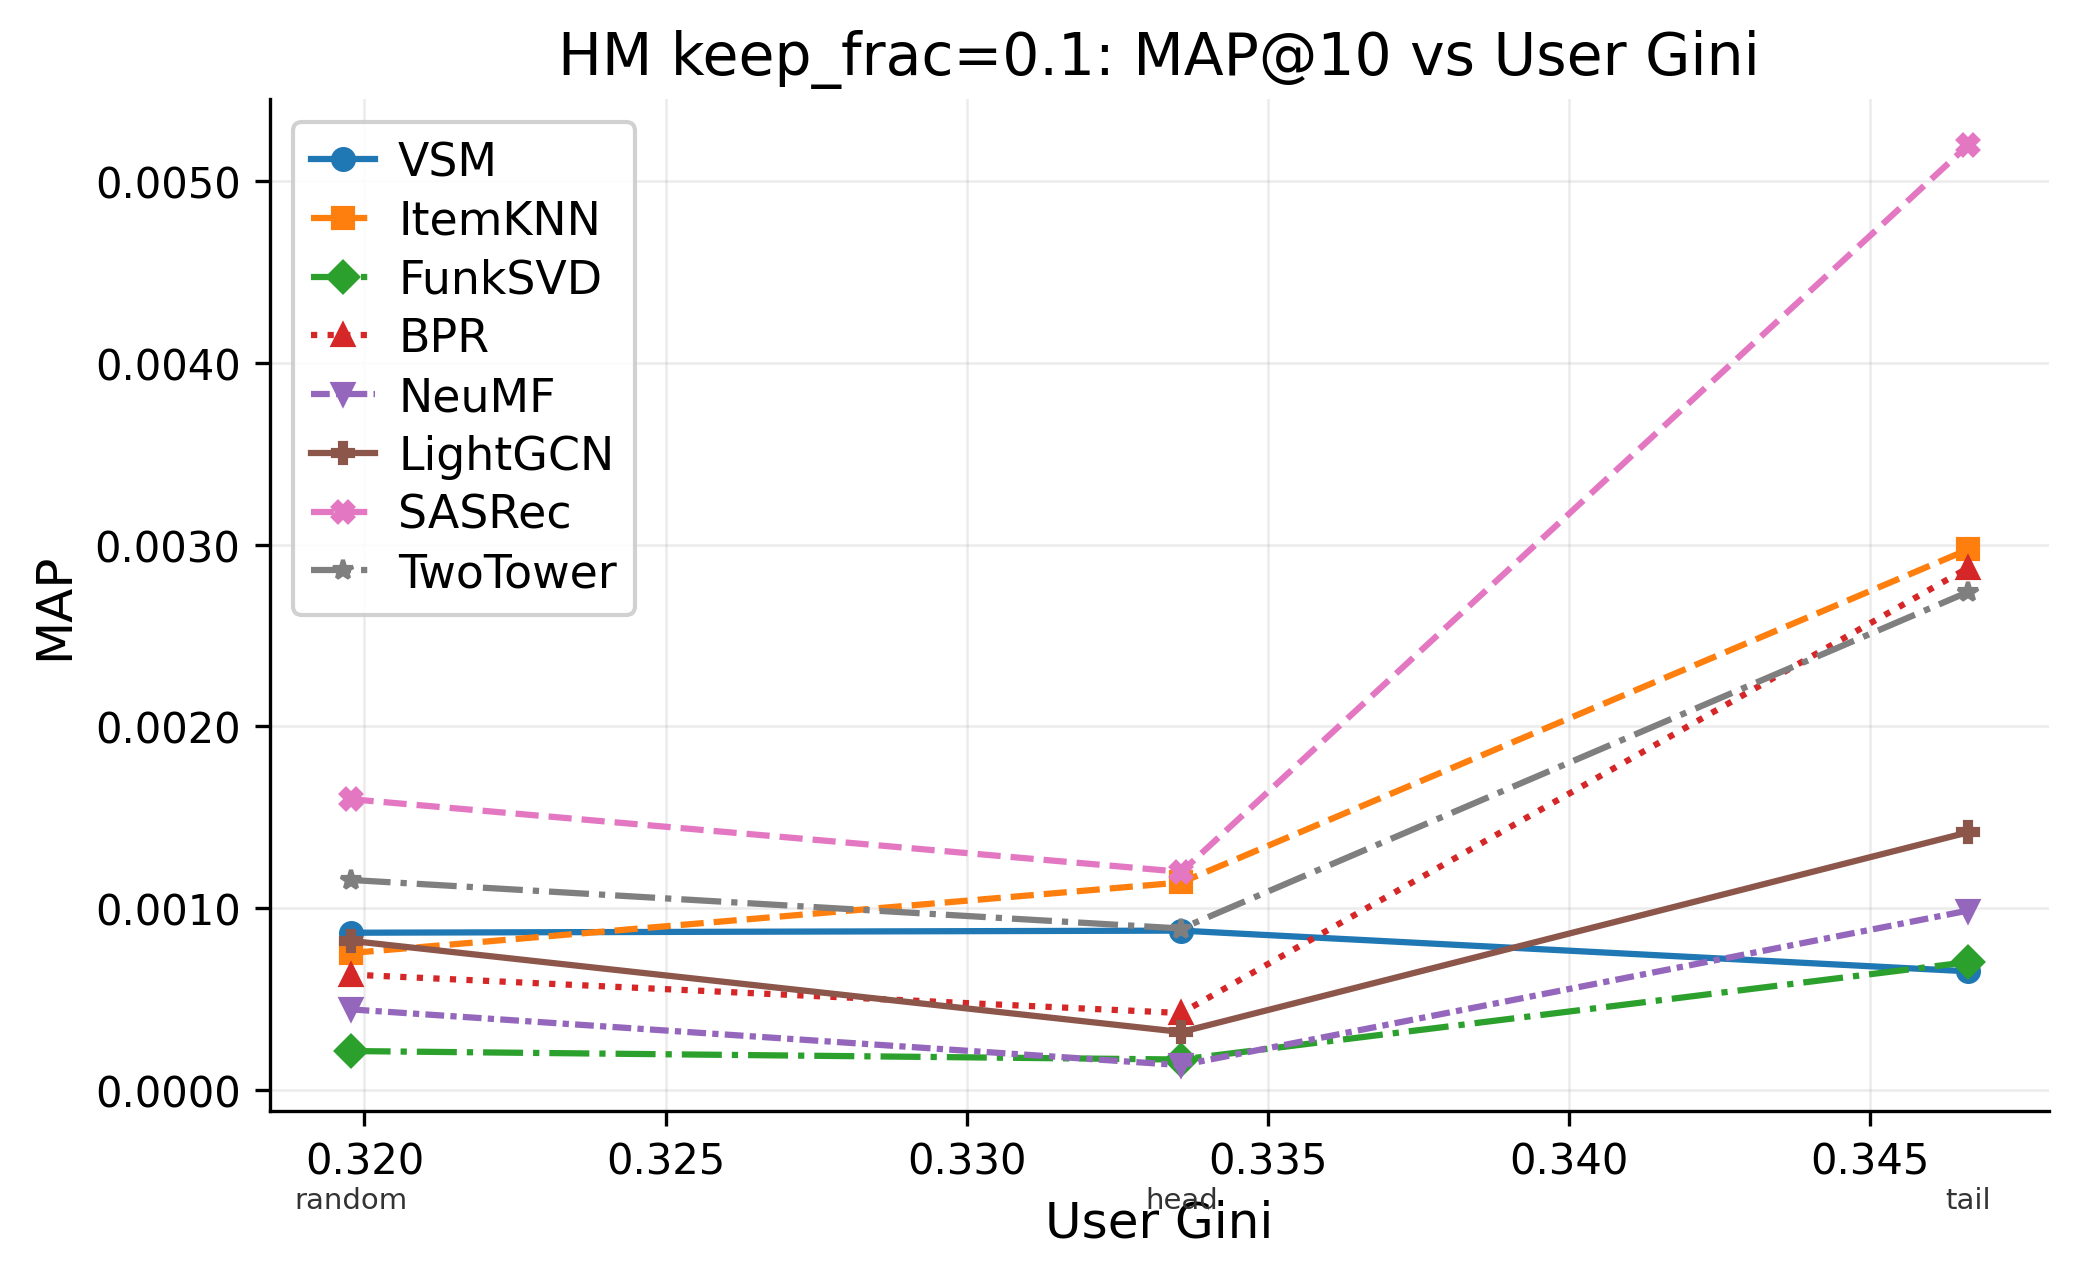 HM keep_frac=0.1: MAP@10 vs User Gini
VSM
ItemKNN
FunkSVD
BPR
NeuMF
LightGCN
SASRec
TwoTower
MAP
0.0050
0.0040
0.0030
0.0020
0.0010
0.0000
0.320 0.325 0.330 0.335 0.340 0.345
random head tail
User Gini